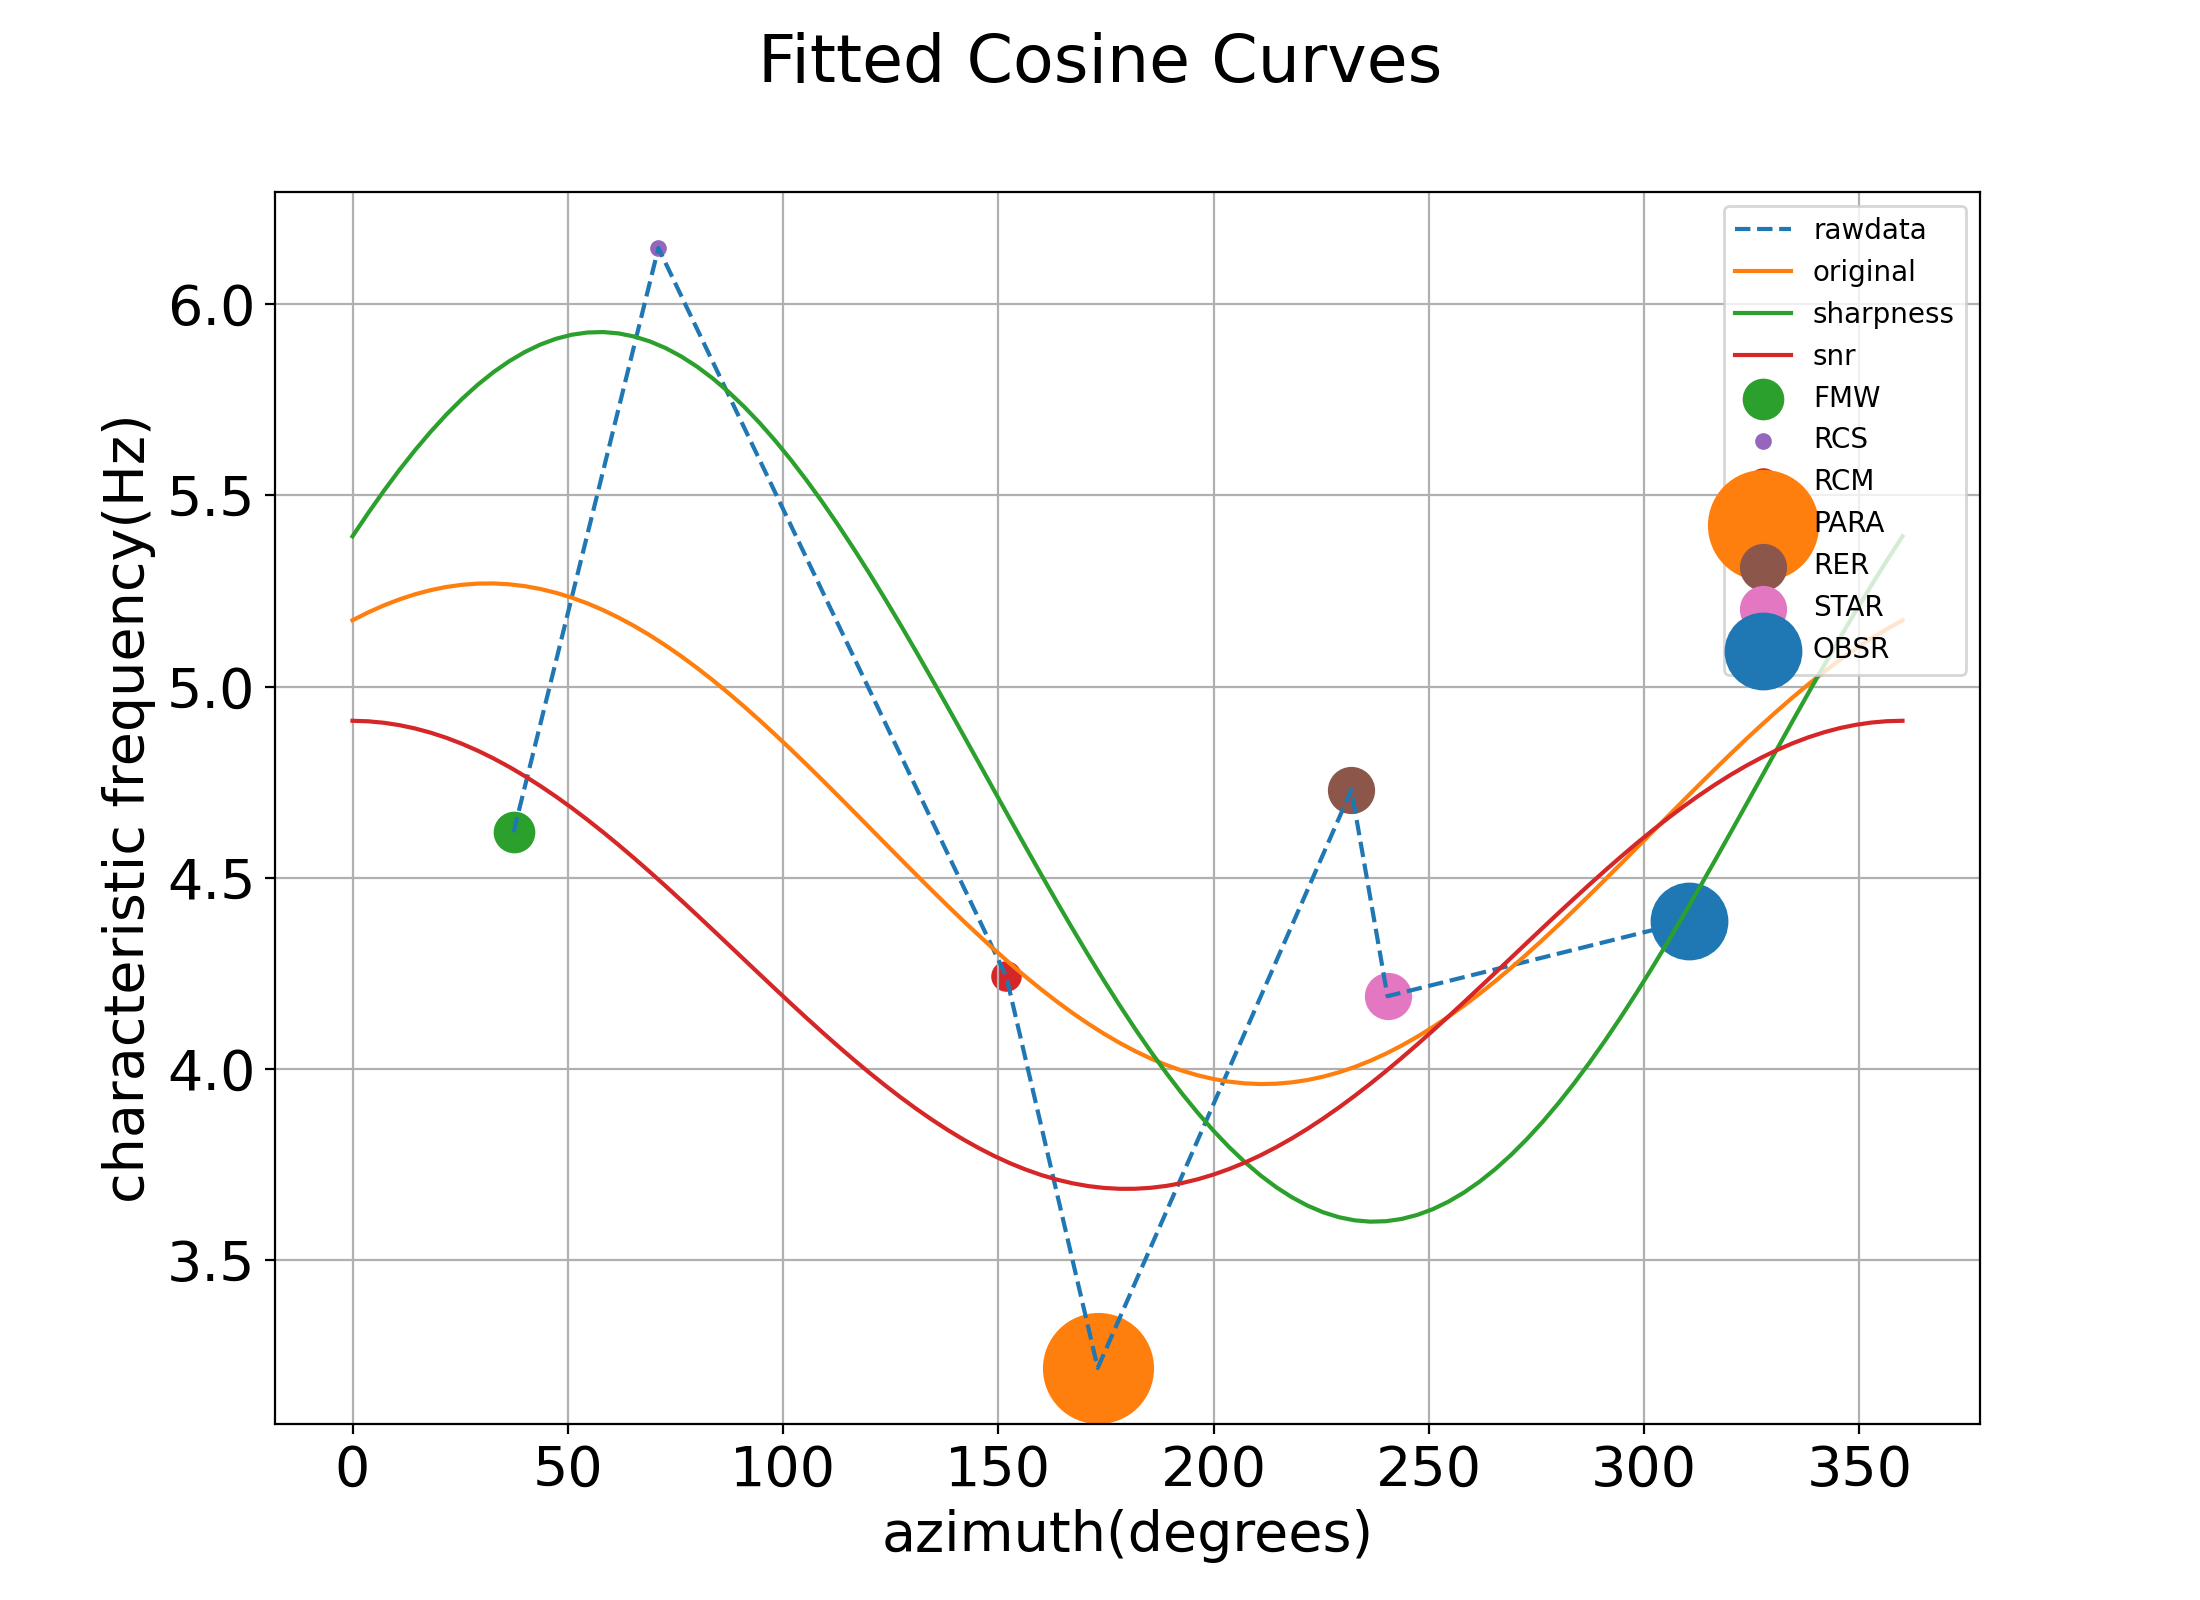 Fitted Cosine Curves
rawdata
original
sharpness
snr
FMW
RCS
RCM
PARA
RER
STAR
OBSR
characteristic frequency(Hz)
6.0
5.5
5.0
4.5
4.0
3.5
0 50 100 150 200 250 300 350
azimuth(degrees)